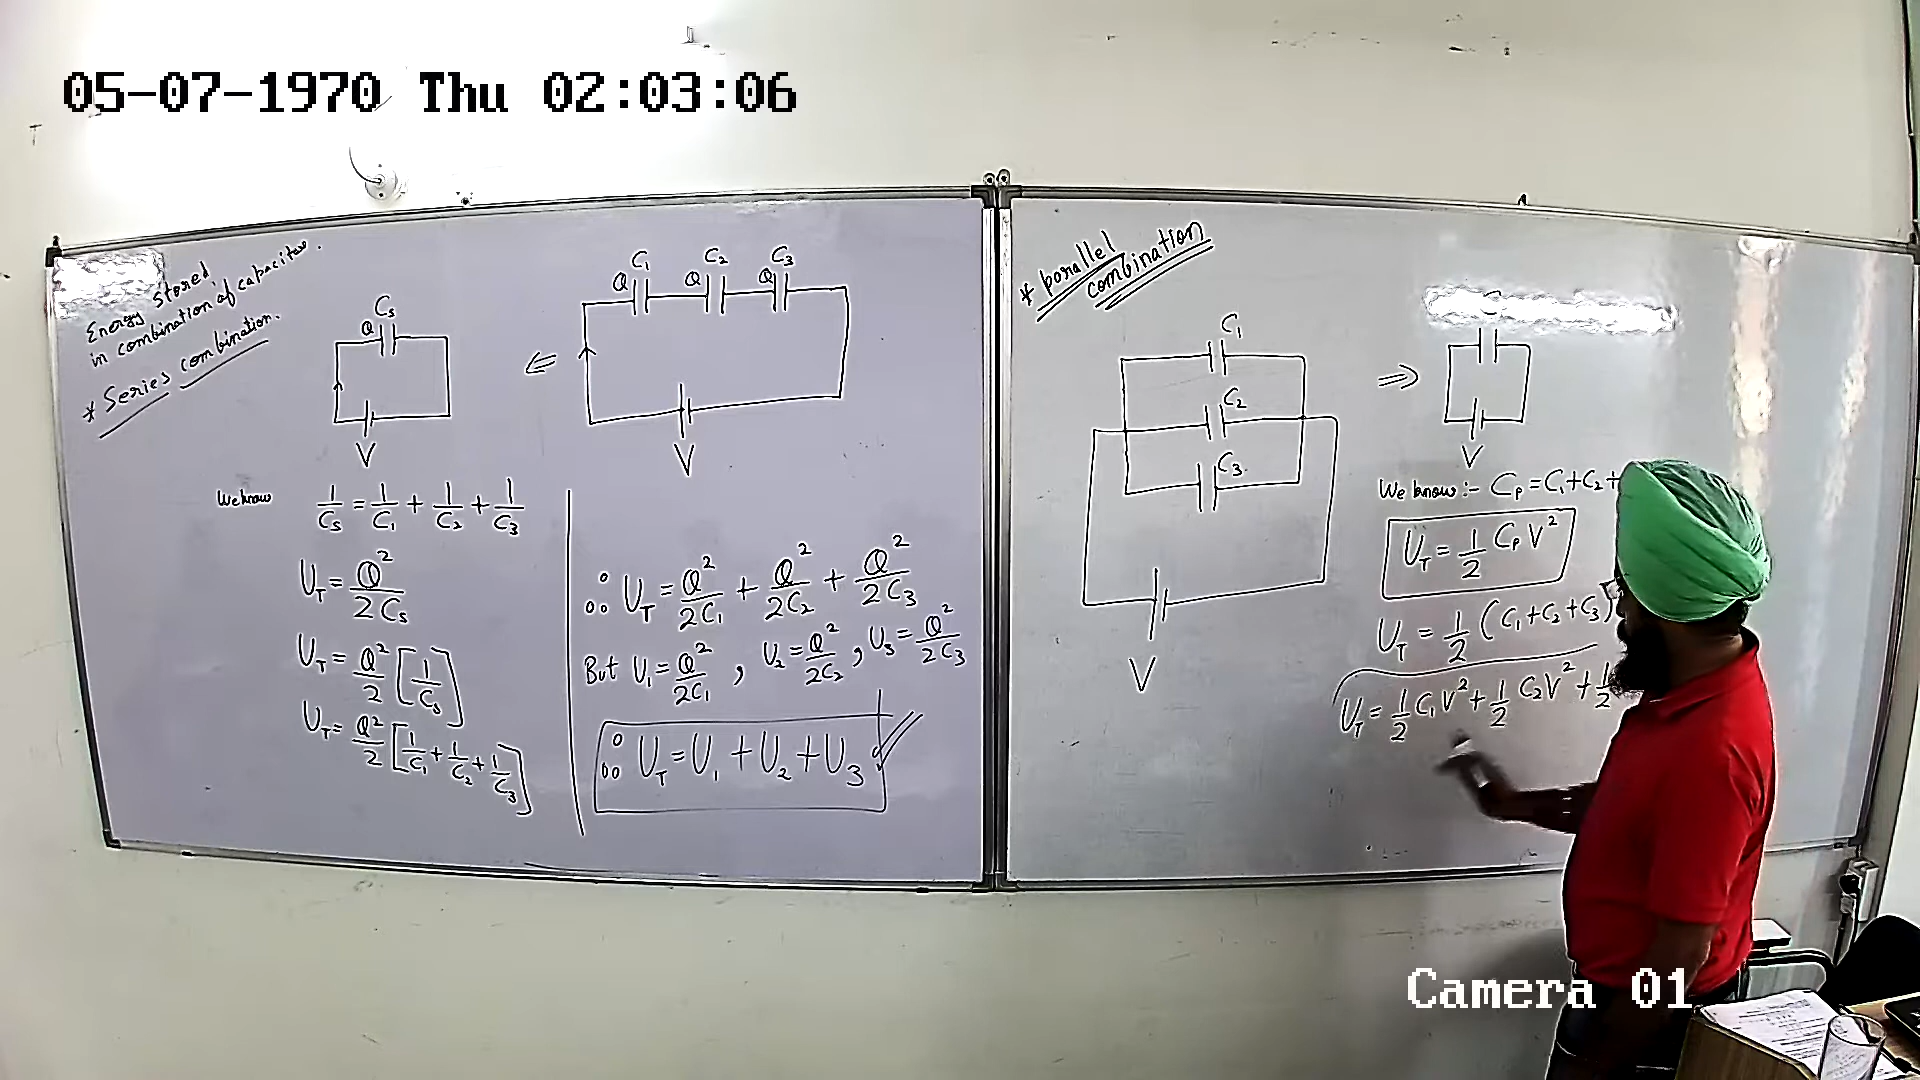 05-07-1970 Thu 02:03:06
Energy stored
in combination of capacitor.
* Series combination.
Cs
Q
V
C₁ C₂ C₃
Q Q Q
V
We know 1/Cs = 1/C₁ + 1/C₂ + 1/C₃
U_T = Q²/2Cs
U_T = Q²/2 [1/Cs]
U_T = Q²/2 [1/C₁ + 1/C₂ + 1/C₃]
∴ U_T = Q²/2C₁ + Q²/2C₂ + Q²/2C₃
But U₁ = Q²/2C₁ , U₂ = Q²/2C₂ , U₃ = Q²/2C₃
∴ U_T = U₁ + U₂ + U₃
* parallel
combination
C₁
C₂
C₃
V
V
We know :- Cp = C₁ + C₂ +
U_T = 1/2 Cp V²
U_T = 1/2 (C₁ + C₂ + C₃)
U_T = 1/2 C₁V² + 1/2 C₂V² + 1/2
Camera 01